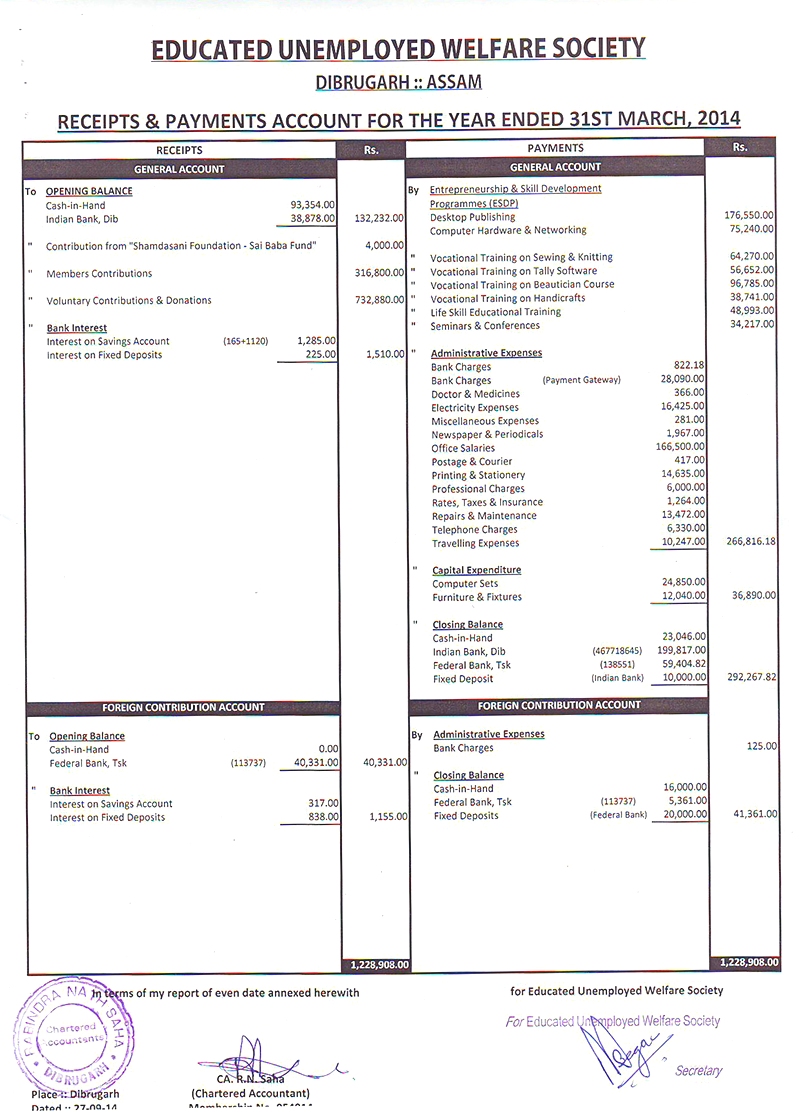 EDUCATED UNEMPLOYED WELFARE SOCIETY
DIBRUGARH :: ASSAM
RECEIPTS & PAYMENTS ACCOUNT FOR THE YEAR ENDED 31ST MARCH, 2014
RECEIPTS Rs.
GENERAL ACCOUNT
To OPENING BALANCE
Cash-in-Hand 93,354.00
Indian Bank, Dib 38,878.00 132,232.00
" Contribution from "Shamdasani Foundation - Sai Baba Fund" 4,000.00
" Members Contributions 316,800.00
" Voluntary Contributions & Donations 732,880.00
" Bank Interest
Interest on Savings Account (165+1120) 1,285.00
Interest on Fixed Deposits 225.00 1,510.00
FOREIGN CONTRIBUTION ACCOUNT
To Opening Balance
Cash-in-Hand 0.00
Federal Bank, Tsk (113737) 40,331.00 40,331.00
" Bank Interest
Interest on Savings Account 317.00
Interest on Fixed Deposits 838.00 1,155.00
1,228,908.00
PAYMENTS Rs.
GENERAL ACCOUNT
By Entrepreneurship & Skill Development
Programmes (ESDP)
Desktop Publishing 176,550.00
Computer Hardware & Networking 75,240.00
" Vocational Training on Sewing & Knitting 64,270.00
" Vocational Training on Tally Software 56,652.00
" Vocational Training on Beautician Course 96,785.00
" Vocational Training on Handicrafts 38,741.00
" Life Skill Educational Training 48,993.00
" Seminars & Conferences 34,217.00
" Administrative Expenses
Bank Charges 822.18
Bank Charges (Payment Gateway) 28,090.00
Doctor & Medicines 366.00
Electricity Expenses 16,425.00
Miscellaneous Expenses 281.00
Newspaper & Periodicals 1,967.00
Office Salaries 166,500.00
Postage & Courier 417.00
Printing & Stationery 14,635.00
Professional Charges 6,000.00
Rates, Taxes & Insurance 1,264.00
Repairs & Maintenance 13,472.00
Telephone Charges 6,330.00
Travelling Expenses 10,247.00 266,816.18
" Capital Expenditure
Computer Sets 24,850.00
Furniture & Fixtures 12,040.00 36,890.00
" Closing Balance
Cash-in-Hand 23,046.00
Indian Bank, Dib (467718645) 199,817.00
Federal Bank, Tsk (138551) 59,404.82
Fixed Deposit (Indian Bank) 10,000.00 292,267.82
FOREIGN CONTRIBUTION ACCOUNT
By Administrative Expenses
Bank Charges 125.00
" Closing Balance
Cash-in-Hand 16,000.00
Federal Bank, Tsk (113737) 5,361.00
Fixed Deposits (Federal Bank) 20,000.00 41,361.00
1,228,908.00
In terms of my report of even date annexed herewith
RABINDRA NATH SAHA
Chartered
Accountants
DIBRUGARH
CA. R.N. Saha
(Chartered Accountant)
Place :: Dibrugarh
Dated :: 27-09-14
for Educated Unemployed Welfare Society
For Educated Unemployed Welfare Society
Secretary